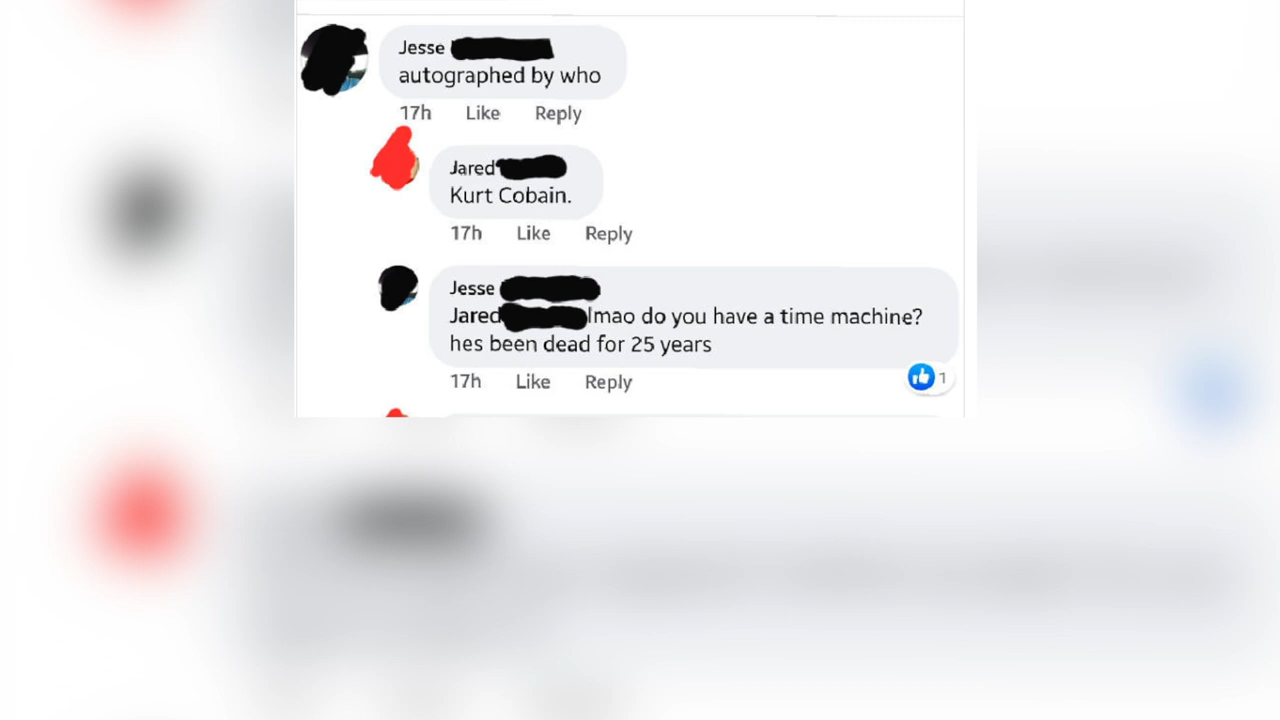 Jesse
autographed by who
17h Like Reply
Jared
Kurt Cobain.
17h Like Reply
Jesse
Jared lmao do you have a time machine?
hes been dead for 25 years
17h Like Reply
1